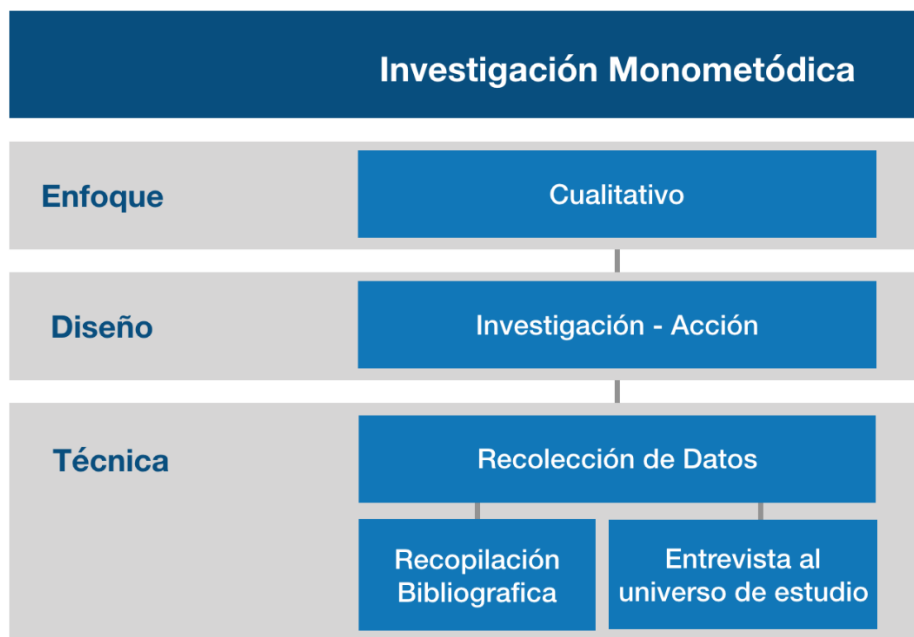 Investigación Monometódica
Enfoque
Cualitativo
Diseño
Investigación - Acción
Técnica
Recolección de Datos
Recopilación
Bibliografica
Entrevista al
universo de estudio